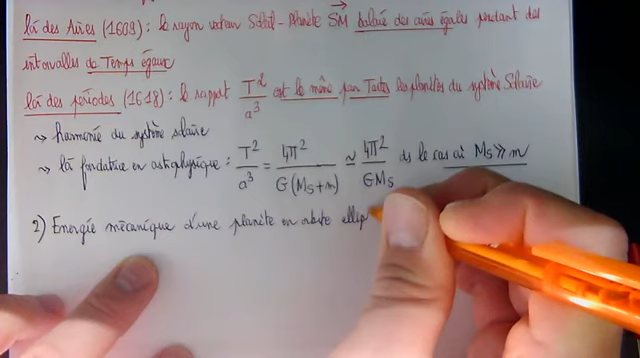 loi des Aires (1609) : le rayon vecteur Soleil-Planète SM⃗ balaie des aires égales pendant des
intervalles de Temps égaux
loi des périodes (1618) : le rapport T²/a³ est le même pour Toutes les planètes du système Solaire
~> harmonie du système solaire
~> loi fondatrice en astrophysique : T²/a³ = 4π²/G(Ms+m) ≃ 4π²/GMs ds le cas où Ms ≫ m
2) Energie mécanique d'une planète en orbite ellip